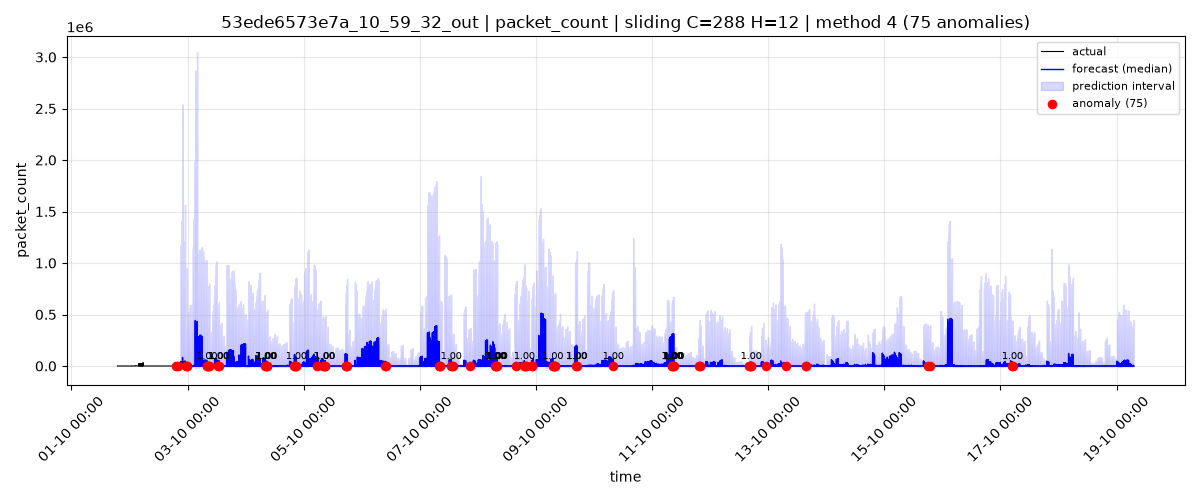 53ede6573e7a_10_59_32_out | packet_count | sliding C=288 H=12 | method 4 (75 anomalies)
1e6
actual
forecast (median)
prediction interval
anomaly (75)
packet_count
3.0
2.5
2.0
1.5
1.0
0.5
0.0
1.00 1.00 1.00 1.00 1.00 1.00 1.00 1.00 1.00 1.00 1.00 1.00 1.00 1.00
01-10 00:00
03-10 00:00
05-10 00:00
07-10 00:00
09-10 00:00
11-10 00:00
13-10 00:00
15-10 00:00
17-10 00:00
19-10 00:00
time